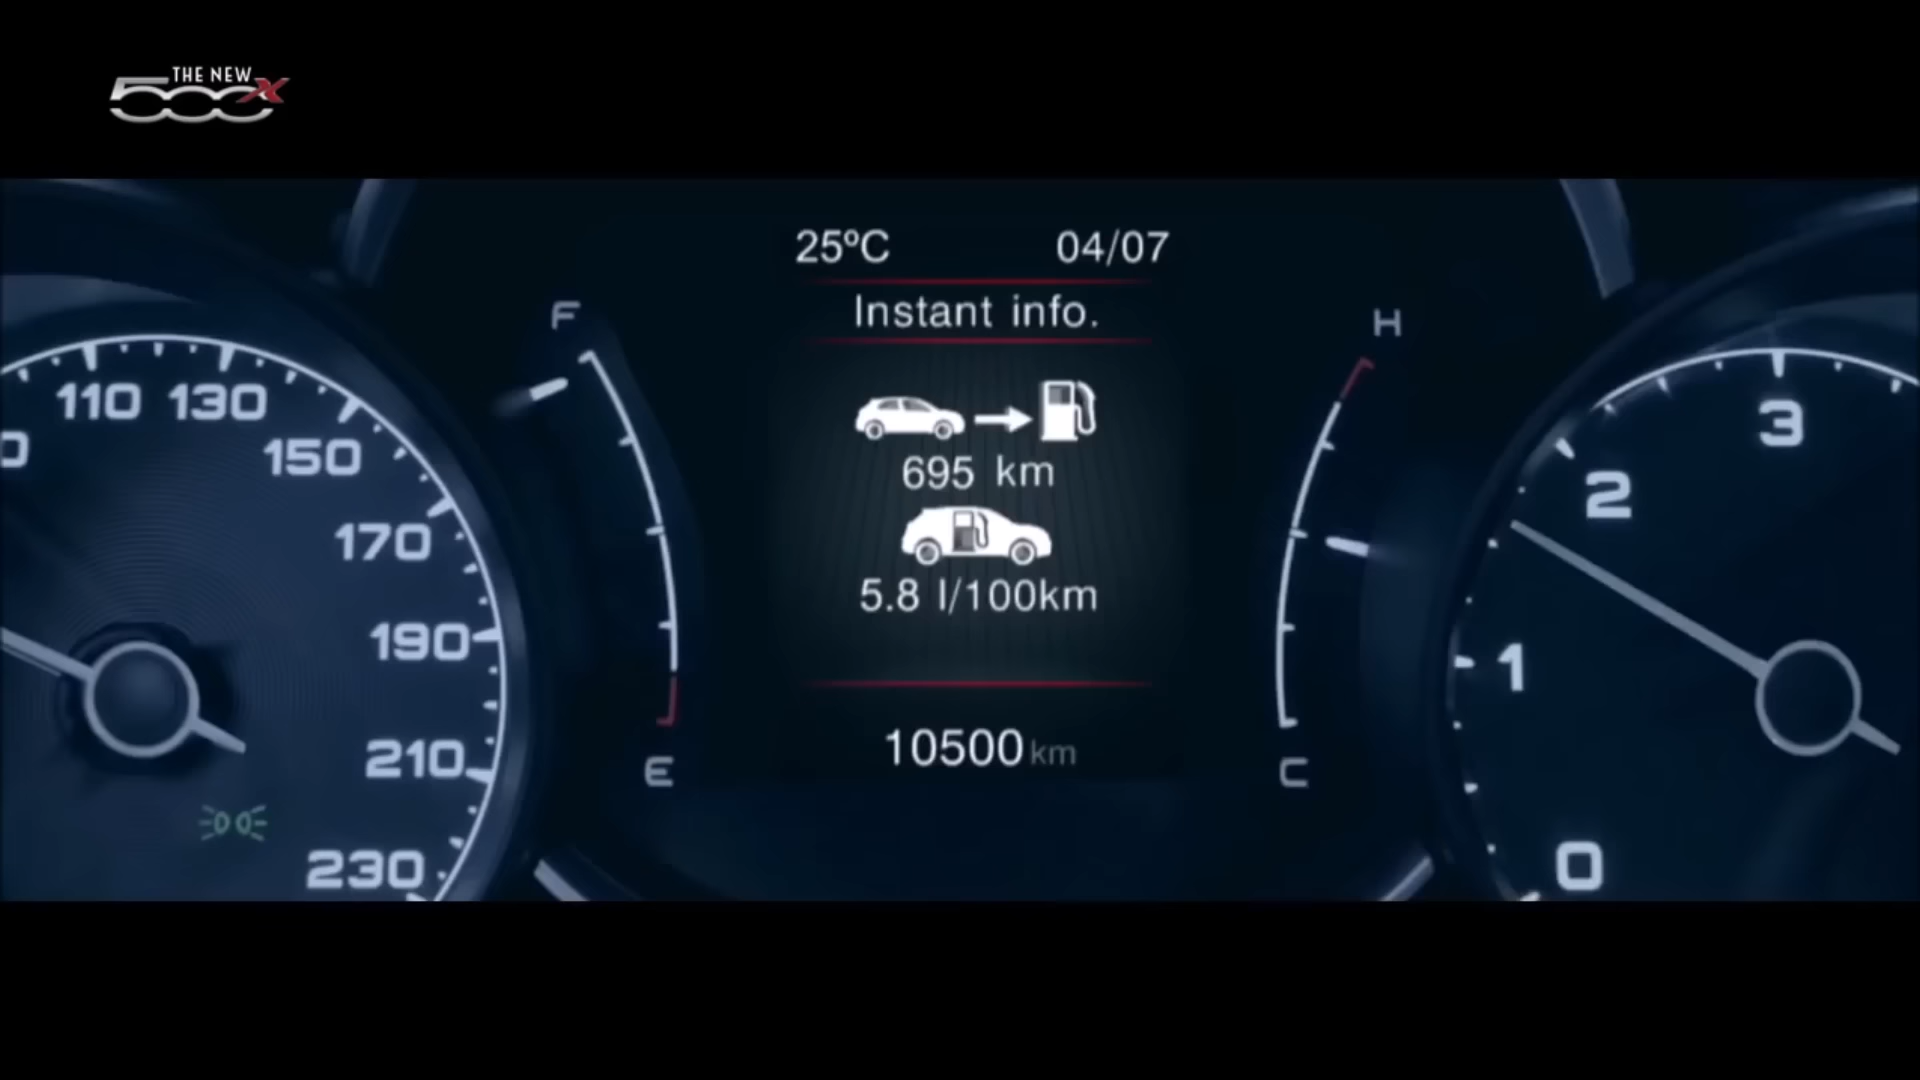 THE NEW
500X
25ºC 04/07
Instant info.
695 km
5.8 l/100km
10500 km
F
E
H
C
110
130
150
170
190
210
230
0
1
2
3